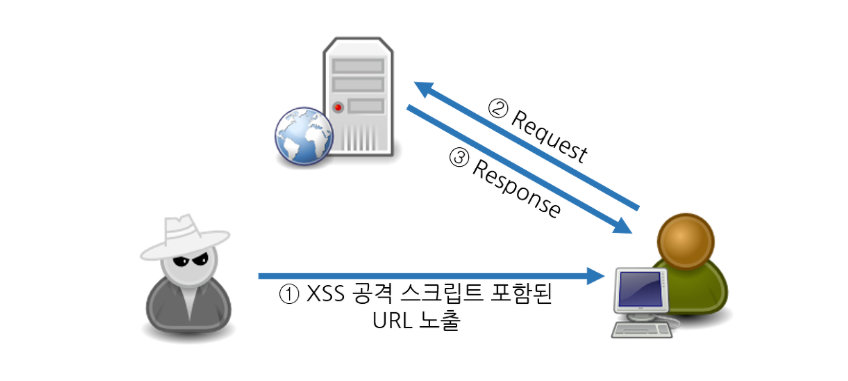 ② Request
③ Response
① XSS 공격 스크립트 포함된
URL 노출